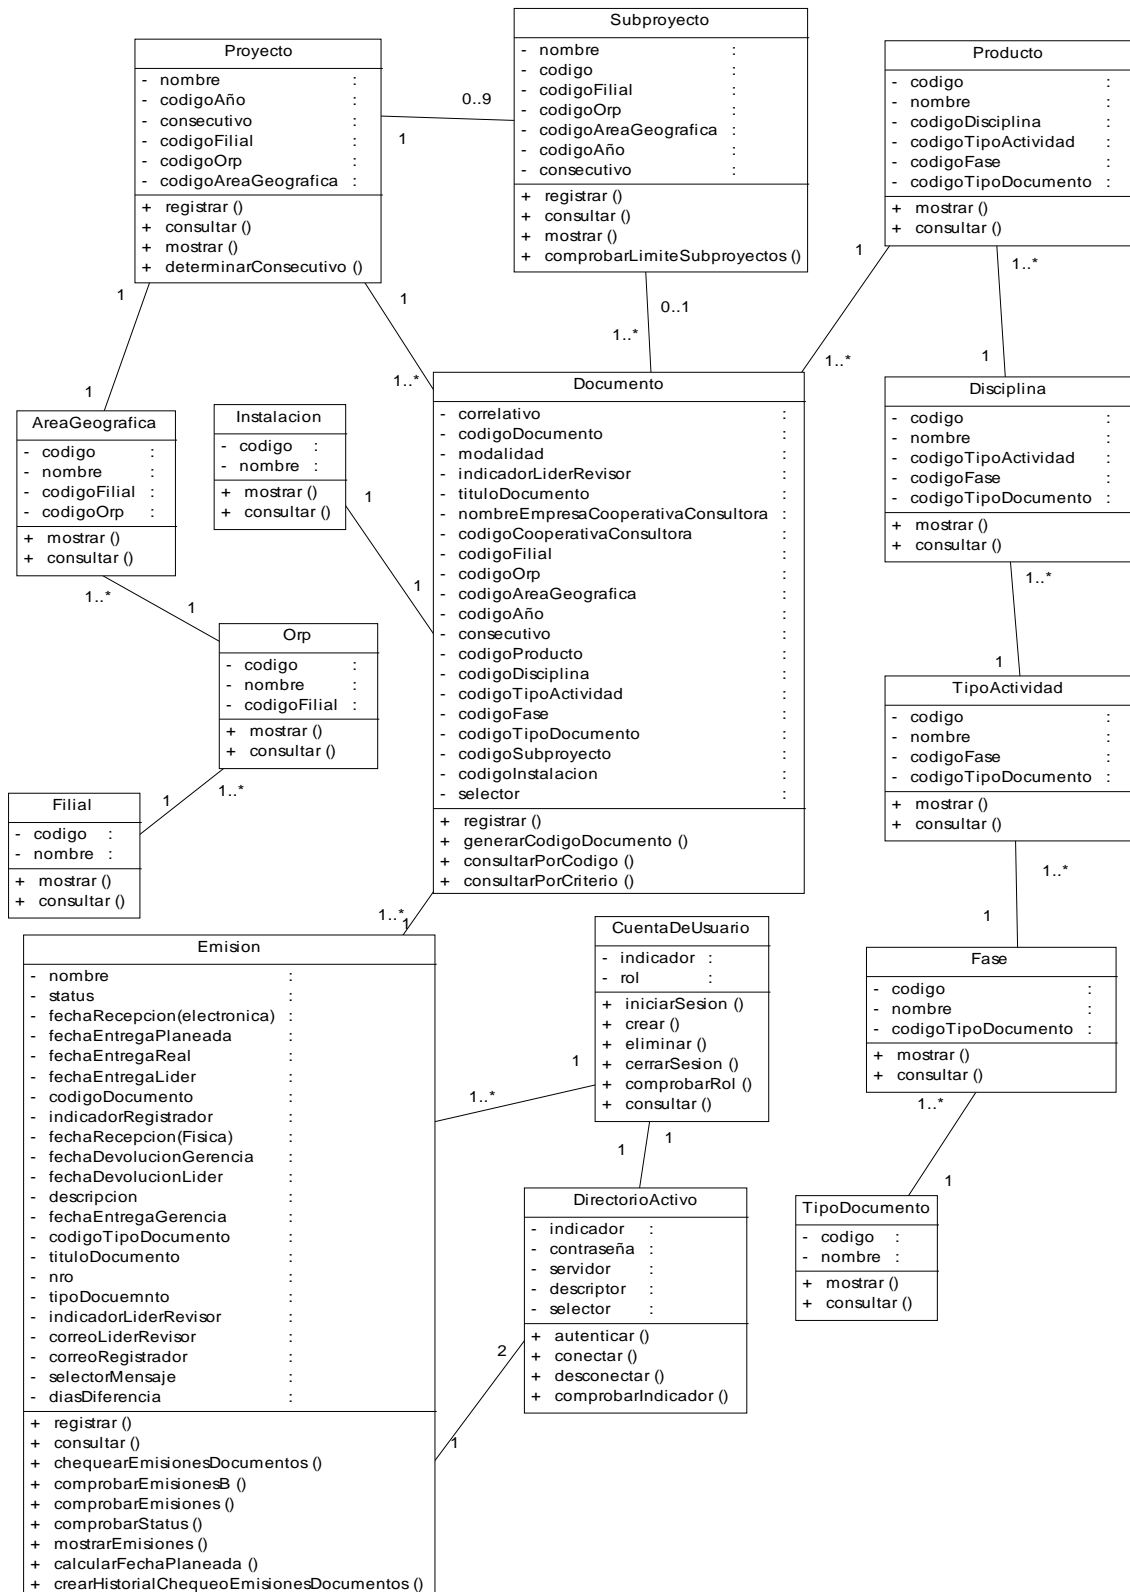 Subproyecto
- nombre :
- codigo :
- codigoFilial :
- codigoOrp :
- codigoAreaGeografica :
- codigoAño :
- consecutivo :
+ registrar ()
+ consultar ()
+ mostrar ()
+ comprobarLimiteSubproyectos ()
Proyecto
- nombre :
- codigoAño :
- consecutivo :
- codigoFilial :
- codigoOrp :
- codigoAreaGeografica :
+ registrar ()
+ consultar ()
+ mostrar ()
+ determinarConsecutivo ()
0..9
1
Producto
- codigo :
- nombre :
- codigoDisciplina :
- codigoTipoActividad :
- codigoFase :
- codigoTipoDocumento :
+ mostrar ()
+ consultar ()
1
1..*
1
1
0..1
1..*
1..*
1..*
1
1
AreaGeografica
- codigo :
- nombre :
- codigoFilial :
- codigoOrp :
+ mostrar ()
+ consultar ()
Instalacion
- codigo :
- nombre :
+ mostrar ()
+ consultar ()
1
1
Documento
- correlativo :
- codigoDocumento :
- modalidad :
- indicadorLiderRevisor :
- tituloDocumento :
- nombreEmpresaCooperativaConsultora :
- codigoCooperativaConsultora :
- codigoFilial :
- codigoOrp :
- codigoAreaGeografica :
- codigoAño :
- consecutivo :
- codigoProducto :
- codigoDisciplina :
- codigoTipoActividad :
- codigoFase :
- codigoTipoDocumento :
- codigoSubproyecto :
- codigoInstalacion :
- selector :
+ registrar ()
+ generarCodigoDocumento ()
+ consultarPorCodigo ()
+ consultarPorCriterio ()
Disciplina
- codigo :
- nombre :
- codigoTipoActividad :
- codigoFase :
- codigoTipoDocumento :
+ mostrar ()
+ consultar ()
1..*
1
1..*
1
Orp
- codigo :
- nombre :
- codigoFilial :
+ mostrar ()
+ consultar ()
1..*
1
TipoActividad
- codigo :
- nombre :
- codigoFase :
- codigoTipoDocumento :
+ mostrar ()
+ consultar ()
Filial
- codigo :
- nombre :
+ mostrar ()
+ consultar ()
1..*
1
1..*
1
Emision
- nombre :
- status :
- fechaRecepcion(electronica) :
- fechaEntregaPlaneada :
- fechaEntregaReal :
- fechaEntregaLider :
- codigoDocumento :
- indicadorRegistrador :
- fechaRecepcion(Fisica) :
- fechaDevolucionGerencia :
- fechaDevolucionLider :
- descripcion :
- fechaEntregaGerencia :
- codigoTipoDocumento :
- tituloDocumento :
- nro :
- tipoDocuemnto :
- indicadorLiderRevisor :
- correoLiderRevisor :
- correoRegistrador :
- selectorMensaje :
- diasDiferencia :
+ registrar ()
+ consultar ()
+ chequearEmisionesDocumentos ()
+ comprobarEmisionesB ()
+ comprobarEmisiones ()
+ comprobarStatus ()
+ mostrarEmisiones ()
+ calcularFechaPlaneada ()
+ crearHistorialChequeoEmisionesDocumentos ()
CuentaDeUsuario
- indicador :
- rol :
+ iniciarSesion ()
+ crear ()
+ eliminar ()
+ cerrarSesion ()
+ comprobarRol ()
+ consultar ()
1
1..*
1
1
Fase
- codigo :
- nombre :
- codigoTipoDocumento :
+ mostrar ()
+ consultar ()
1..*
1
DirectorioActivo
- indicador :
- contraseña :
- servidor :
- descriptor :
- selector :
+ autenticar ()
+ conectar ()
+ desconectar ()
+ comprobarIndicador ()
2
1
TipoDocumento
- codigo :
- nombre :
+ mostrar ()
+ consultar ()